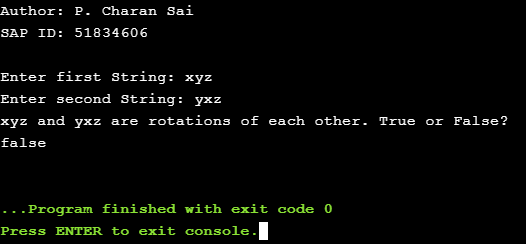 Author: P. Charan Sai
SAP ID: 51834606
Enter first String: xyz
Enter second String: yxz
xyz and yxz are rotations of each other. True or False?
false
...Program finished with exit code 0
Press ENTER to exit console.